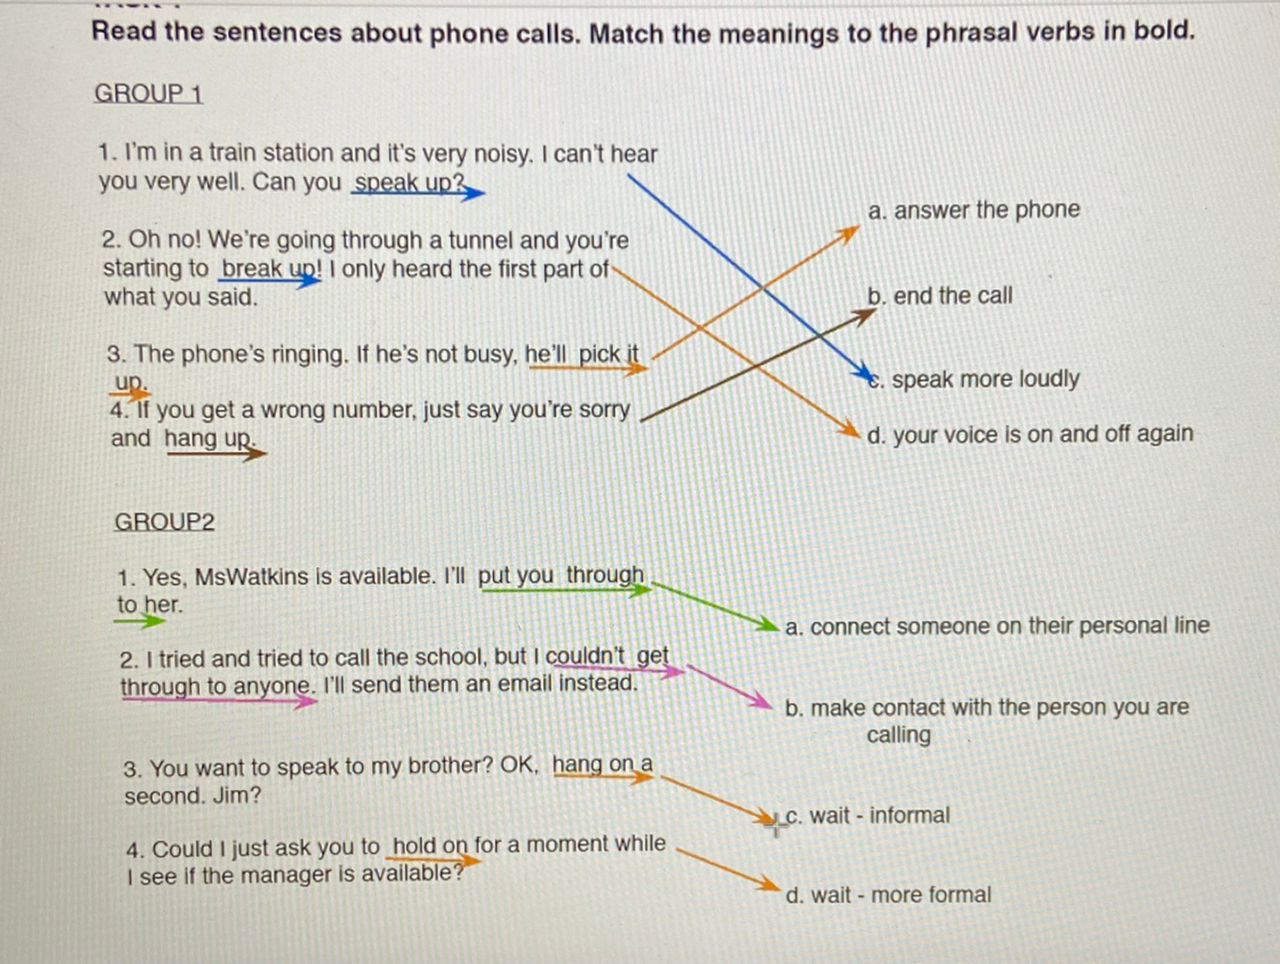 Read the sentences about phone calls. Match the meanings to the phrasal verbs in bold.
GROUP 1
1. I'm in a train station and it's very noisy. I can't hear
you very well. Can you speak up?
2. Oh no! We're going through a tunnel and you're
starting to break up! I only heard the first part of
what you said.
3. The phone's ringing. If he's not busy, he'll pick it
up.
4. If you get a wrong number, just say you're sorry
and hang up.
a. answer the phone
b. end the call
c. speak more loudly
d. your voice is on and off again
GROUP2
1. Yes, MsWatkins is available. I'll put you through
to her.
2. I tried and tried to call the school, but I couldn't get
through to anyone. I'll send them an email instead.
3. You want to speak to my brother? OK, hang on a
second. Jim?
4. Could I just ask you to hold on for a moment while
I see if the manager is available?
a. connect someone on their personal line
b. make contact with the person you are
calling
c. wait - informal
d. wait - more formal